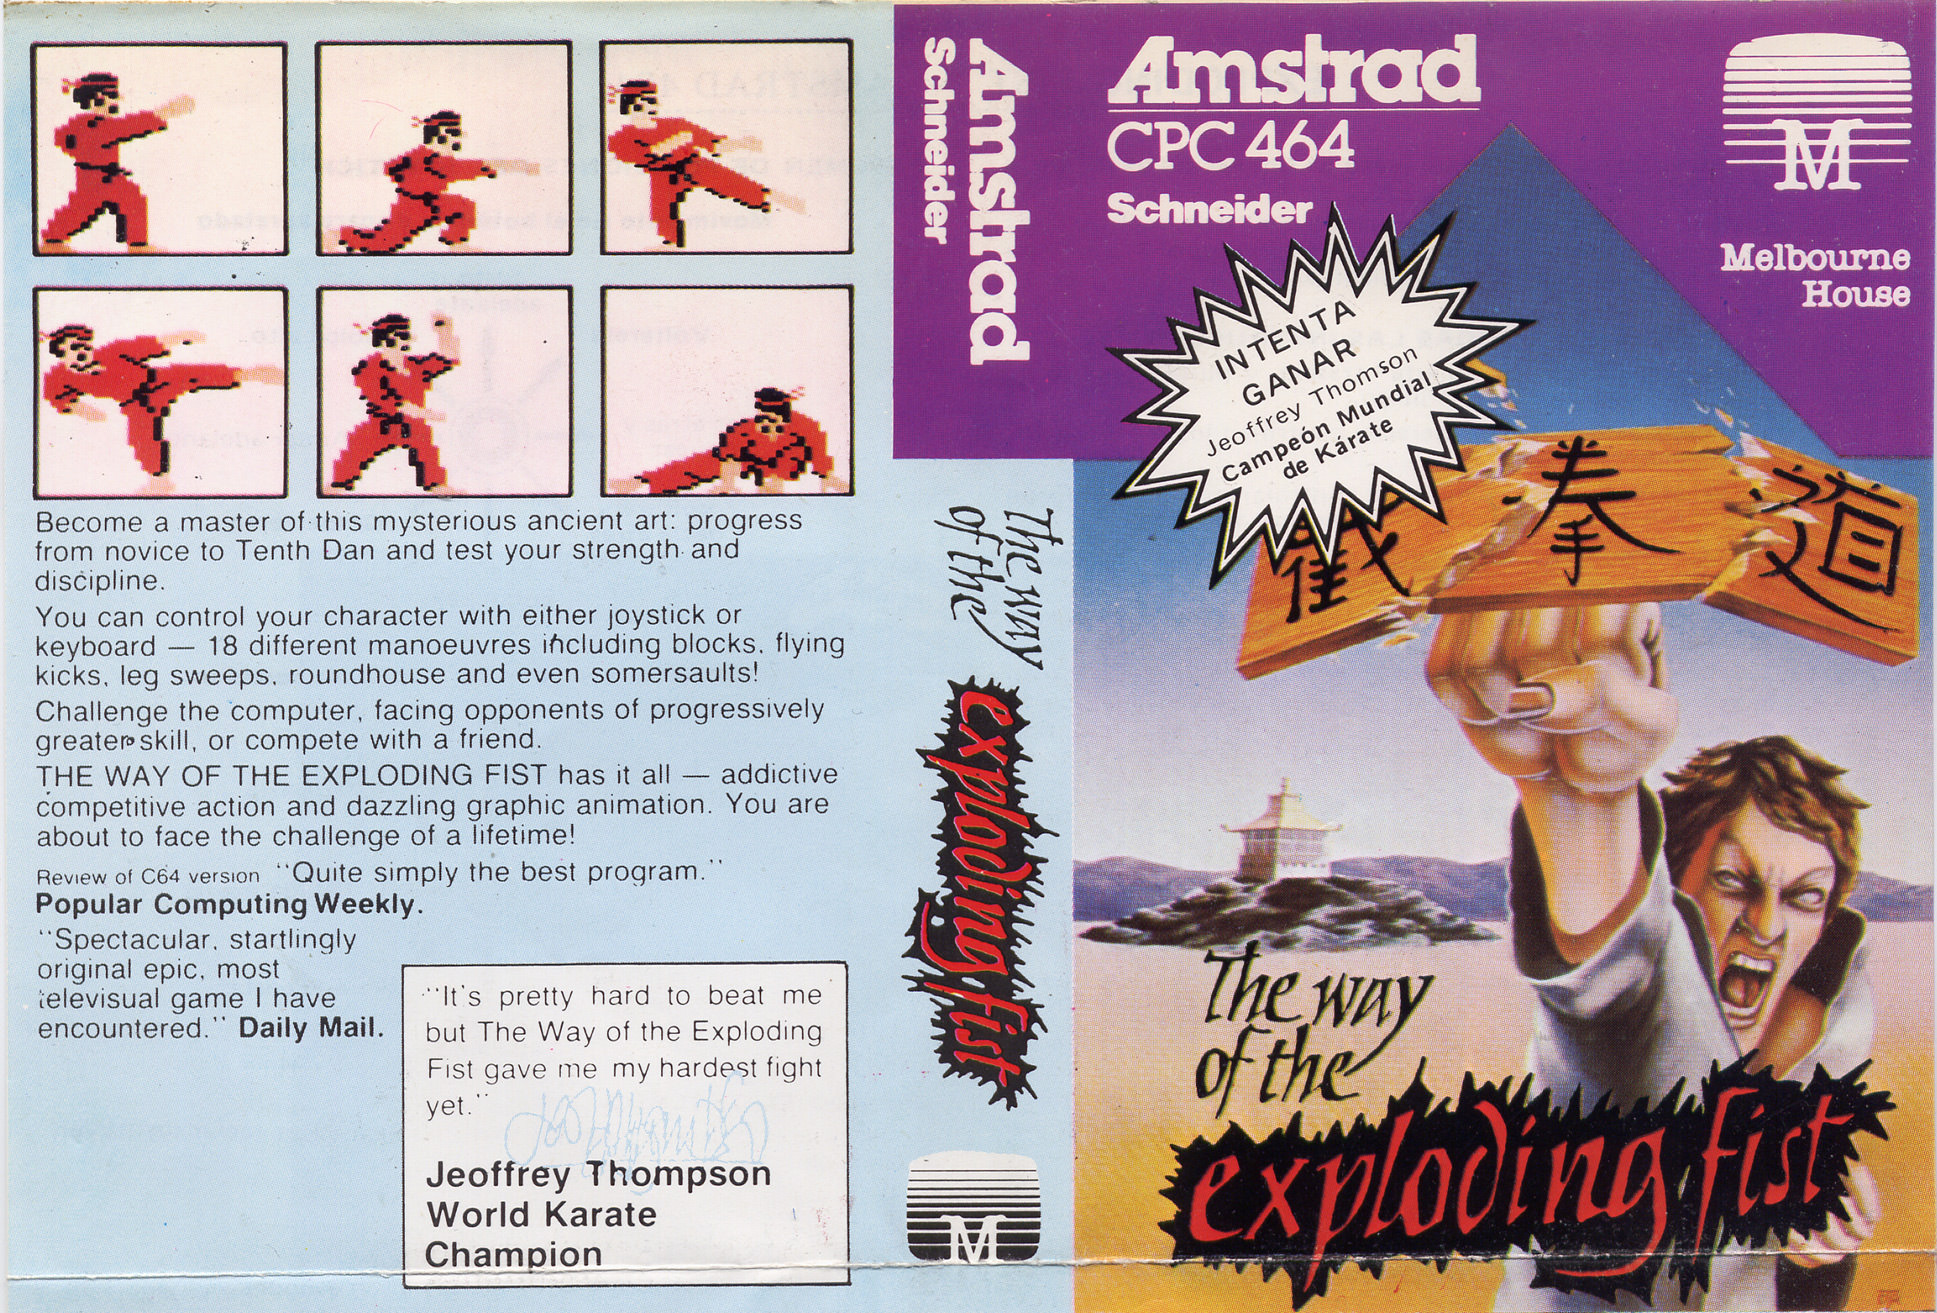 Become a master of this mysterious ancient art: progress
from novice to Tenth Dan and test your strength and
discipline.
You can control your character with either joystick or
keyboard — 18 different manoeuvres including blocks, flying
kicks, leg sweeps, roundhouse and even somersaults!
Challenge the computer, facing opponents of progressively
greater skill, or compete with a friend.
THE WAY OF THE EXPLODING FIST has it all — addictive
competitive action and dazzling graphic animation. You are
about to face the challenge of a lifetime!
Review of C64 version "Quite simply the best program."
Popular Computing Weekly.
"Spectacular, startlingly
original epic, most
televisual game I have
encountered." Daily Mail.
"It's pretty hard to beat me
but The Way of the Exploding
Fist gave me my hardest fight
yet."
Jeoffrey Thompson
World Karate
Champion
Amstrad
Schneider
The way
of the
exploding fist
M
Amstrad
CPC 464
Schneider
M
Melbourne
House
INTENTA
GANAR
Jeoffrey Thomson
Campeón Mundial
de Kárate
截拳道
The way
of the
exploding fist